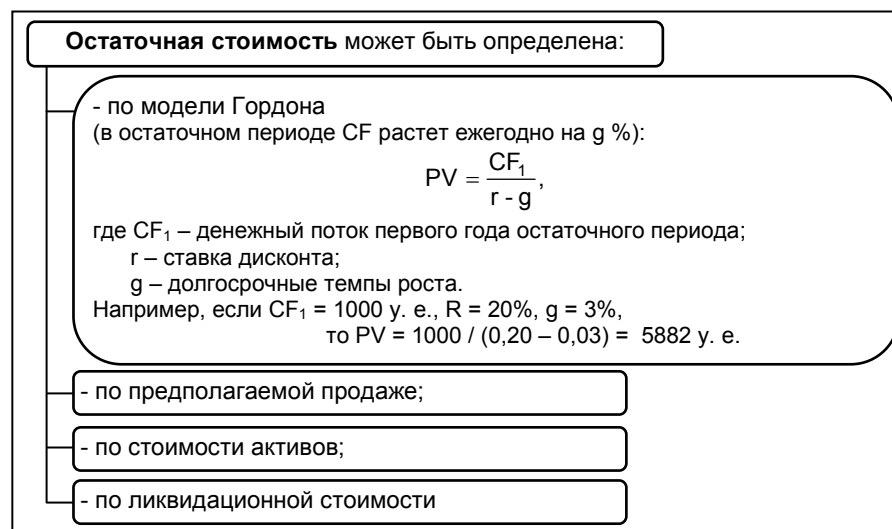 Остаточная стоимость может быть определена:
- по модели Гордона
(в остаточном периоде CF растет ежегодно на g %):
PV = CF₁ / r - g,
где CF₁ – денежный поток первого года остаточного периода;
r – ставка дисконта;
g – долгосрочные темпы роста.
Например, если CF₁ = 1000 у. е., R = 20%, g = 3%,
то PV = 1000 / (0,20 – 0,03) = 5882 у. е.
- по предполагаемой продаже;
- по стоимости активов;
- по ликвидационной стоимости